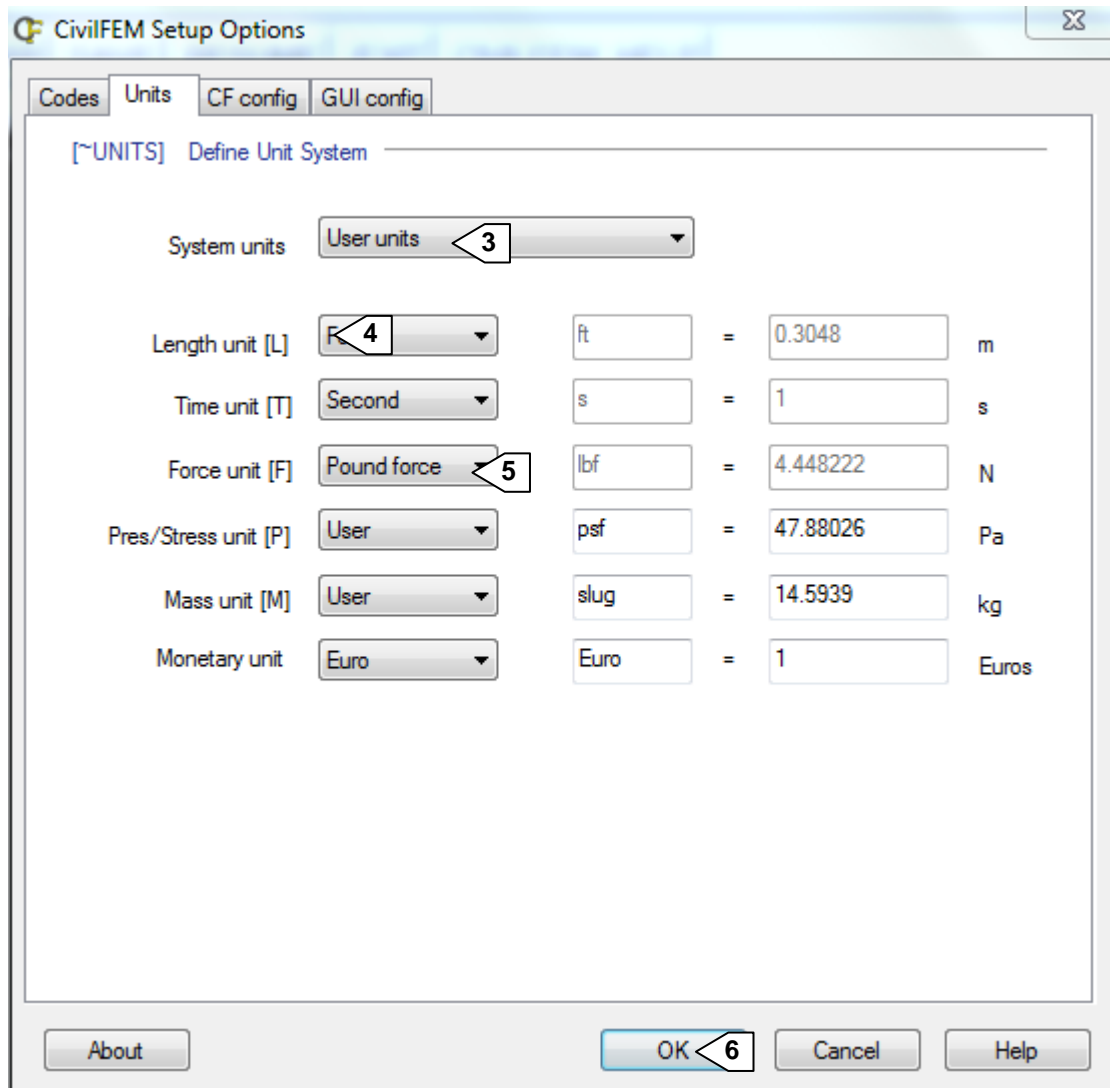 CivilFEM Setup Options
Codes Units CF config GUI config
[~UNITS] Define Unit System
System units User units 3
Length unit [L] 4 ft = 0.3048 m
Time unit [T] Second s = 1 s
Force unit [F] Pound force 5 lbf = 4.448222 N
Pres/Stress unit [P] User psf = 47.88026 Pa
Mass unit [M] User slug = 14.5939 kg
Monetary unit Euro Euro = 1 Euros
About OK 6 Cancel Help